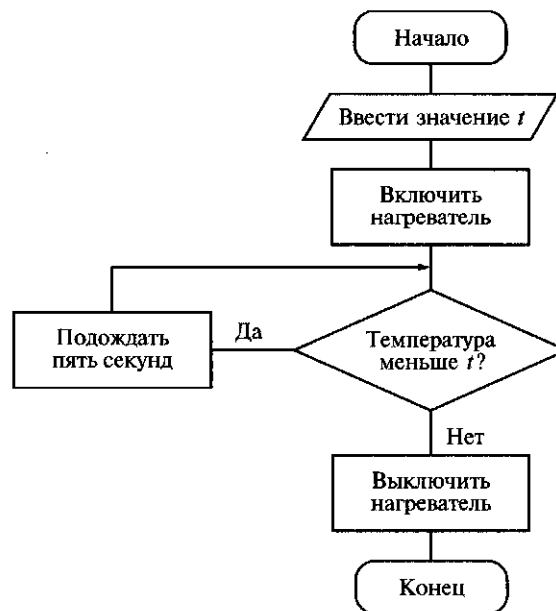 Начало
Ввести значение t
Включить
нагреватель
Подождать
пять секунд
Да
Температура
меньше t?
Нет
Выключить
нагреватель
Конец